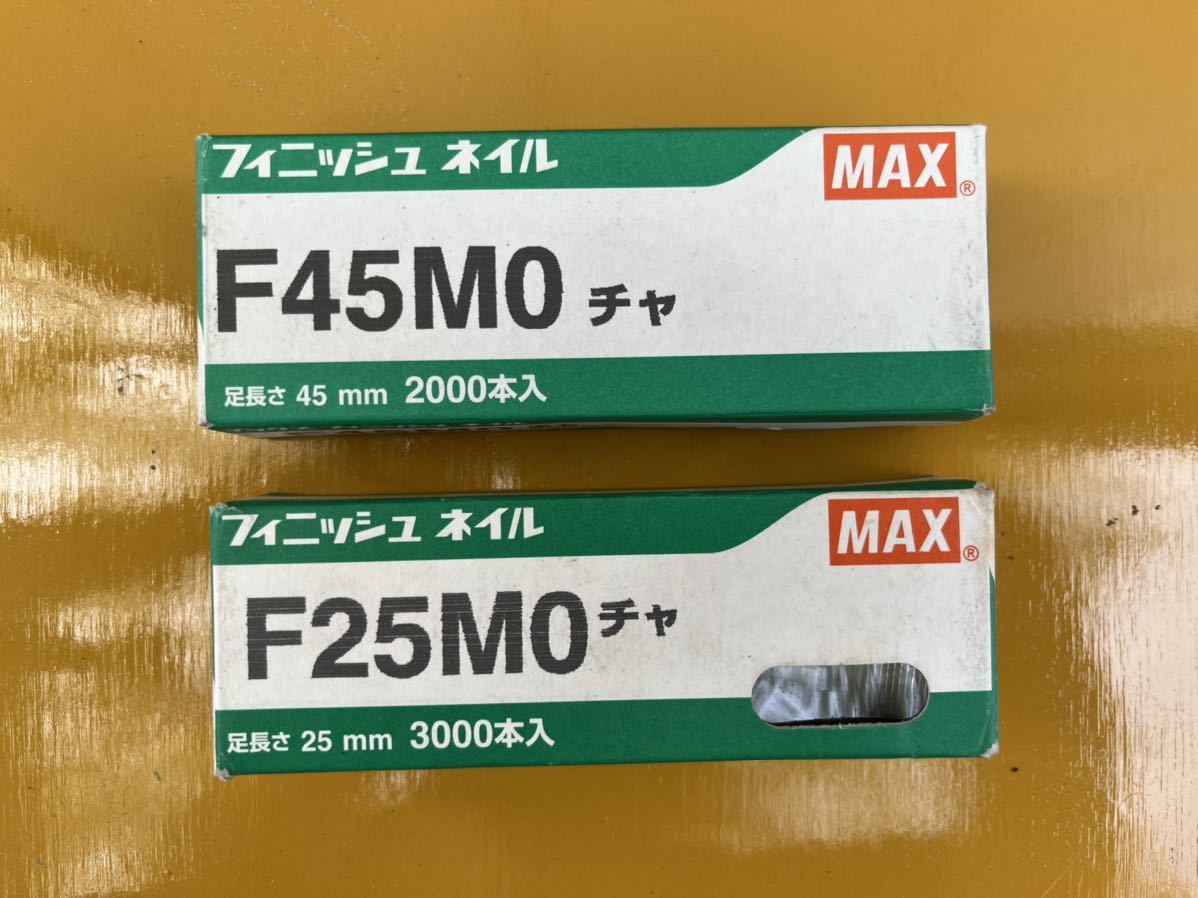 フィニッシュ ネイル
MAX®
F45M0 チャ
足長さ 45 mm 2000本入
フィニッシュ ネイル
MAX®
F25M0 チャ
足長さ 25 mm 3000本入